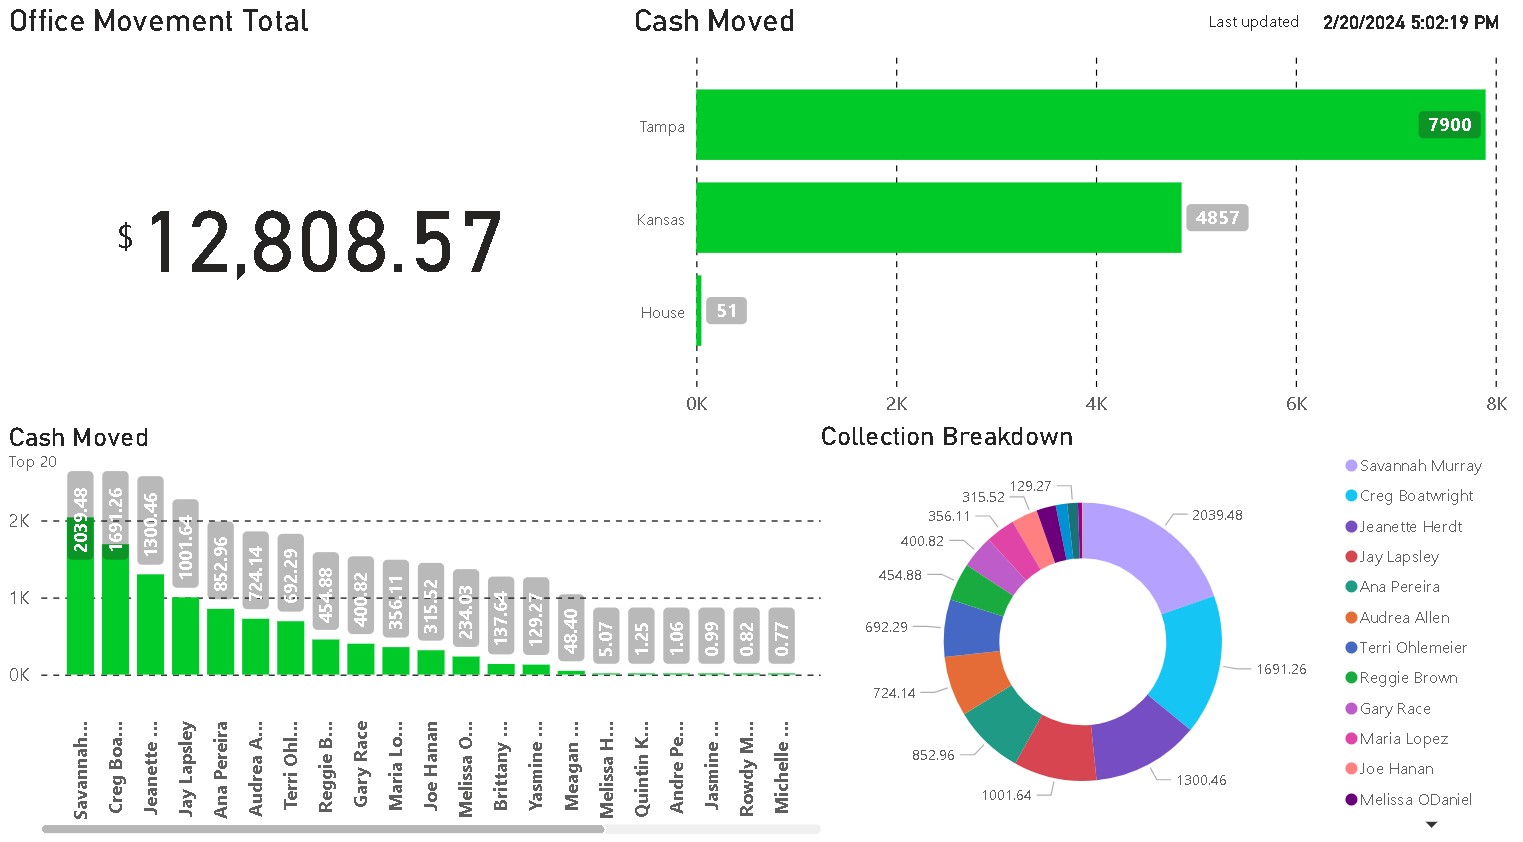 Office Movement Total
$ 12,808.57
Cash Moved
Last updated 2/20/2024 5:02:19 PM
Tampa 7900
Kansas 4857
House 51
0K 2K 4K 6K 8K
Cash Moved
Top 20
2K
1K
0K
2039.48 1691.26 1300.46 1001.64 852.96 724.14 692.29 454.88 400.82 356.11 315.52 234.03 137.64 129.27 48.40 5.07 1.25 1.06 0.99 0.82 0.77
Savannah...
Creg Boa...
Jeanette ...
Jay Lapsley
Ana Pereira
Audrea A...
Terri Ohl...
Reggie B...
Gary Race
Maria Lo...
Joe Hanan
Melissa O...
Brittany ...
Yasmine ...
Meagan ...
Melissa H...
Quintin K...
Andre Pe...
Jasmine ...
Rowdy M...
Michelle ...
Collection Breakdown
2039.48
1691.26
1300.46
1001.64
852.96
724.14
692.29
454.88
400.82
356.11
315.52
129.27
Savannah Murray
Creg Boatwright
Jeanette Herdt
Jay Lapsley
Ana Pereira
Audrea Allen
Terri Ohlemeier
Reggie Brown
Gary Race
Maria Lopez
Joe Hanan
Melissa ODaniel